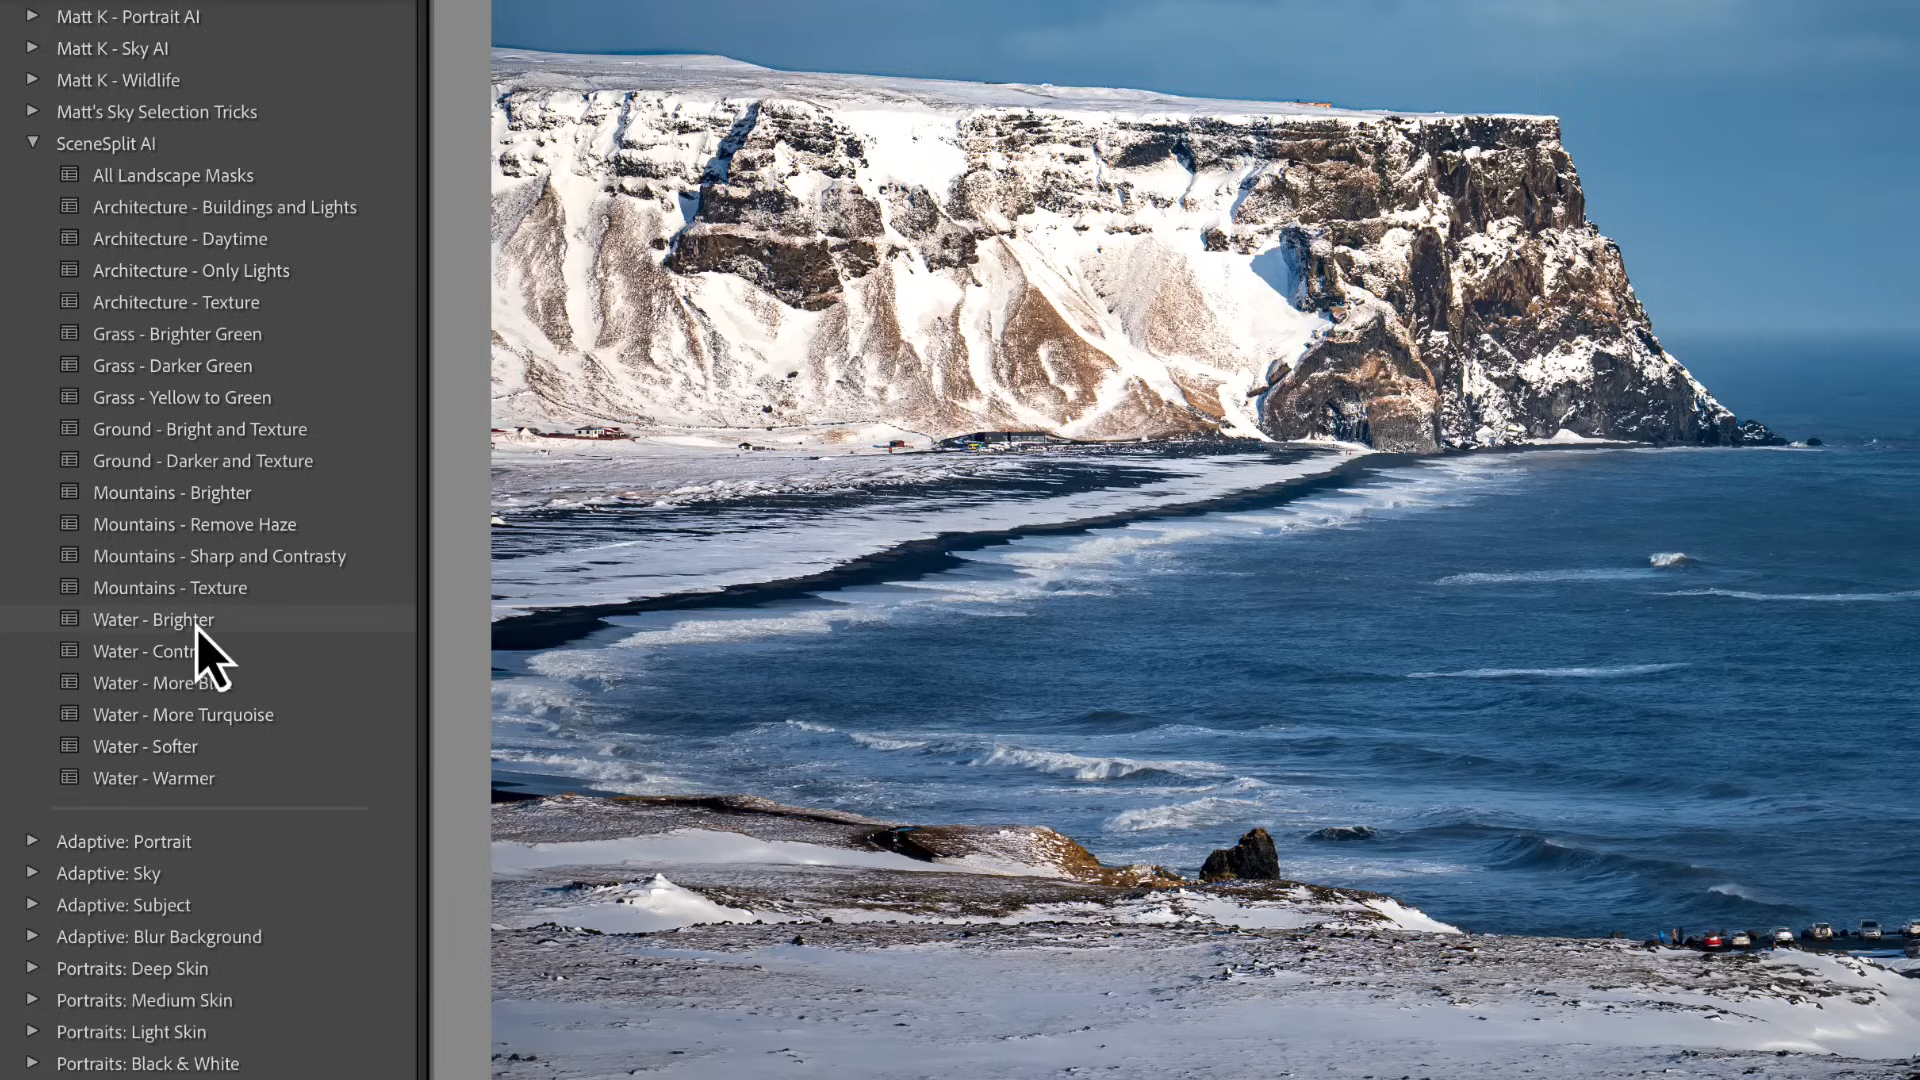 Matt K - Portrait AI
Matt K - Sky AI
Matt K - Wildlife
Matt's Sky Selection Tricks
SceneSplit AI
All Landscape Masks
Architecture - Buildings and Lights
Architecture - Daytime
Architecture - Only Lights
Architecture - Texture
Grass - Brighter Green
Grass - Darker Green
Grass - Yellow to Green
Ground - Bright and Texture
Ground - Darker and Texture
Mountains - Brighter
Mountains - Remove Haze
Mountains - Sharp and Contrasty
Mountains - Texture
Water - Brighter
Water -
Water - More
Water - More Turquoise
Water - Softer
Water - Warmer
Adaptive: Portrait
Adaptive: Sky
Adaptive: Subject
Adaptive: Blur Background
Portraits: Deep Skin
Portraits: Medium Skin
Portraits: Light Skin
Portraits: Black & White